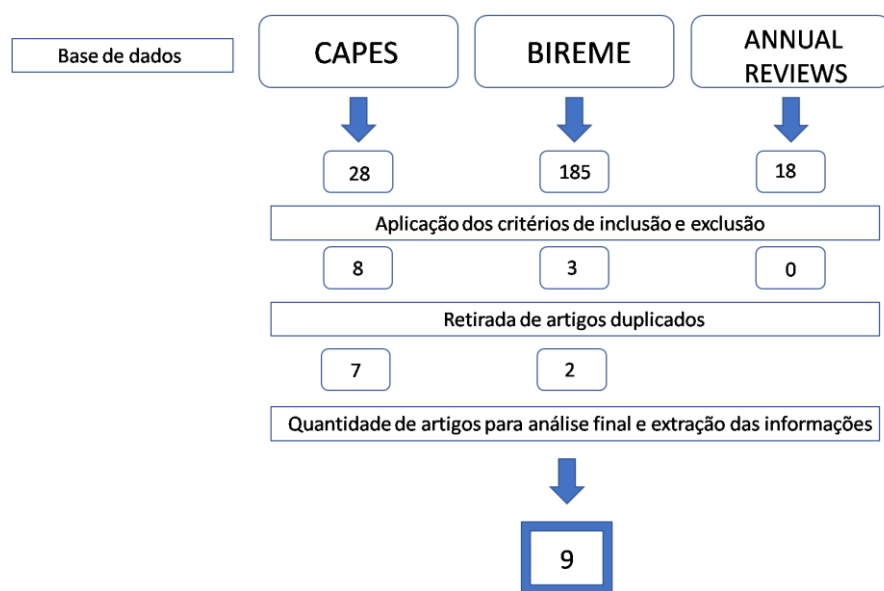 Base de dados
CAPES
BIREME
ANNUAL
REVIEWS
28
185
18
Aplicação dos critérios de inclusão e exclusão
8
3
0
Retirada de artigos duplicados
7
2
Quantidade de artigos para análise final e extração das informações
9